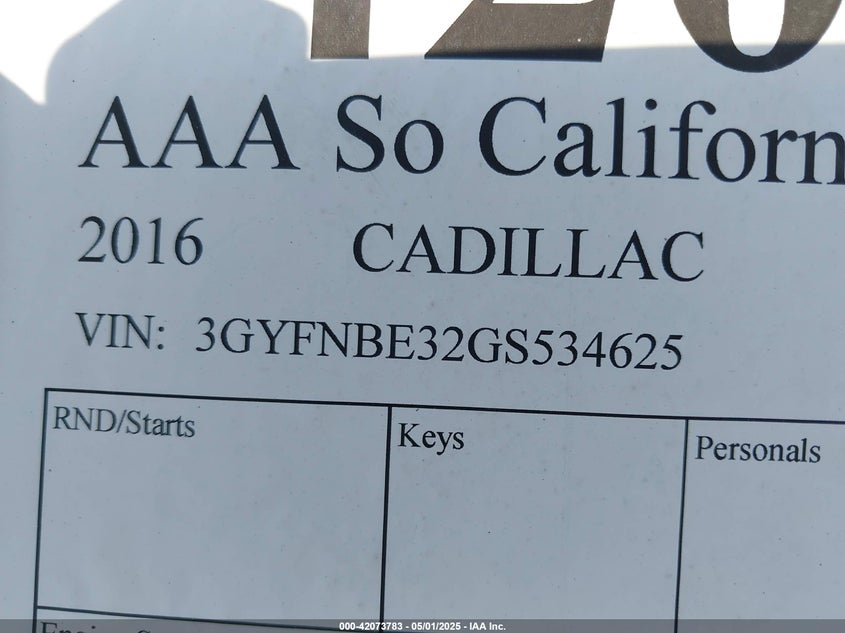 AAA So Californ
2016 CADILLAC
VIN: 3GYFNBE32GS534625
RND/Starts Keys Personals
000-42073783 - 05/01/2025 - IAA Inc.